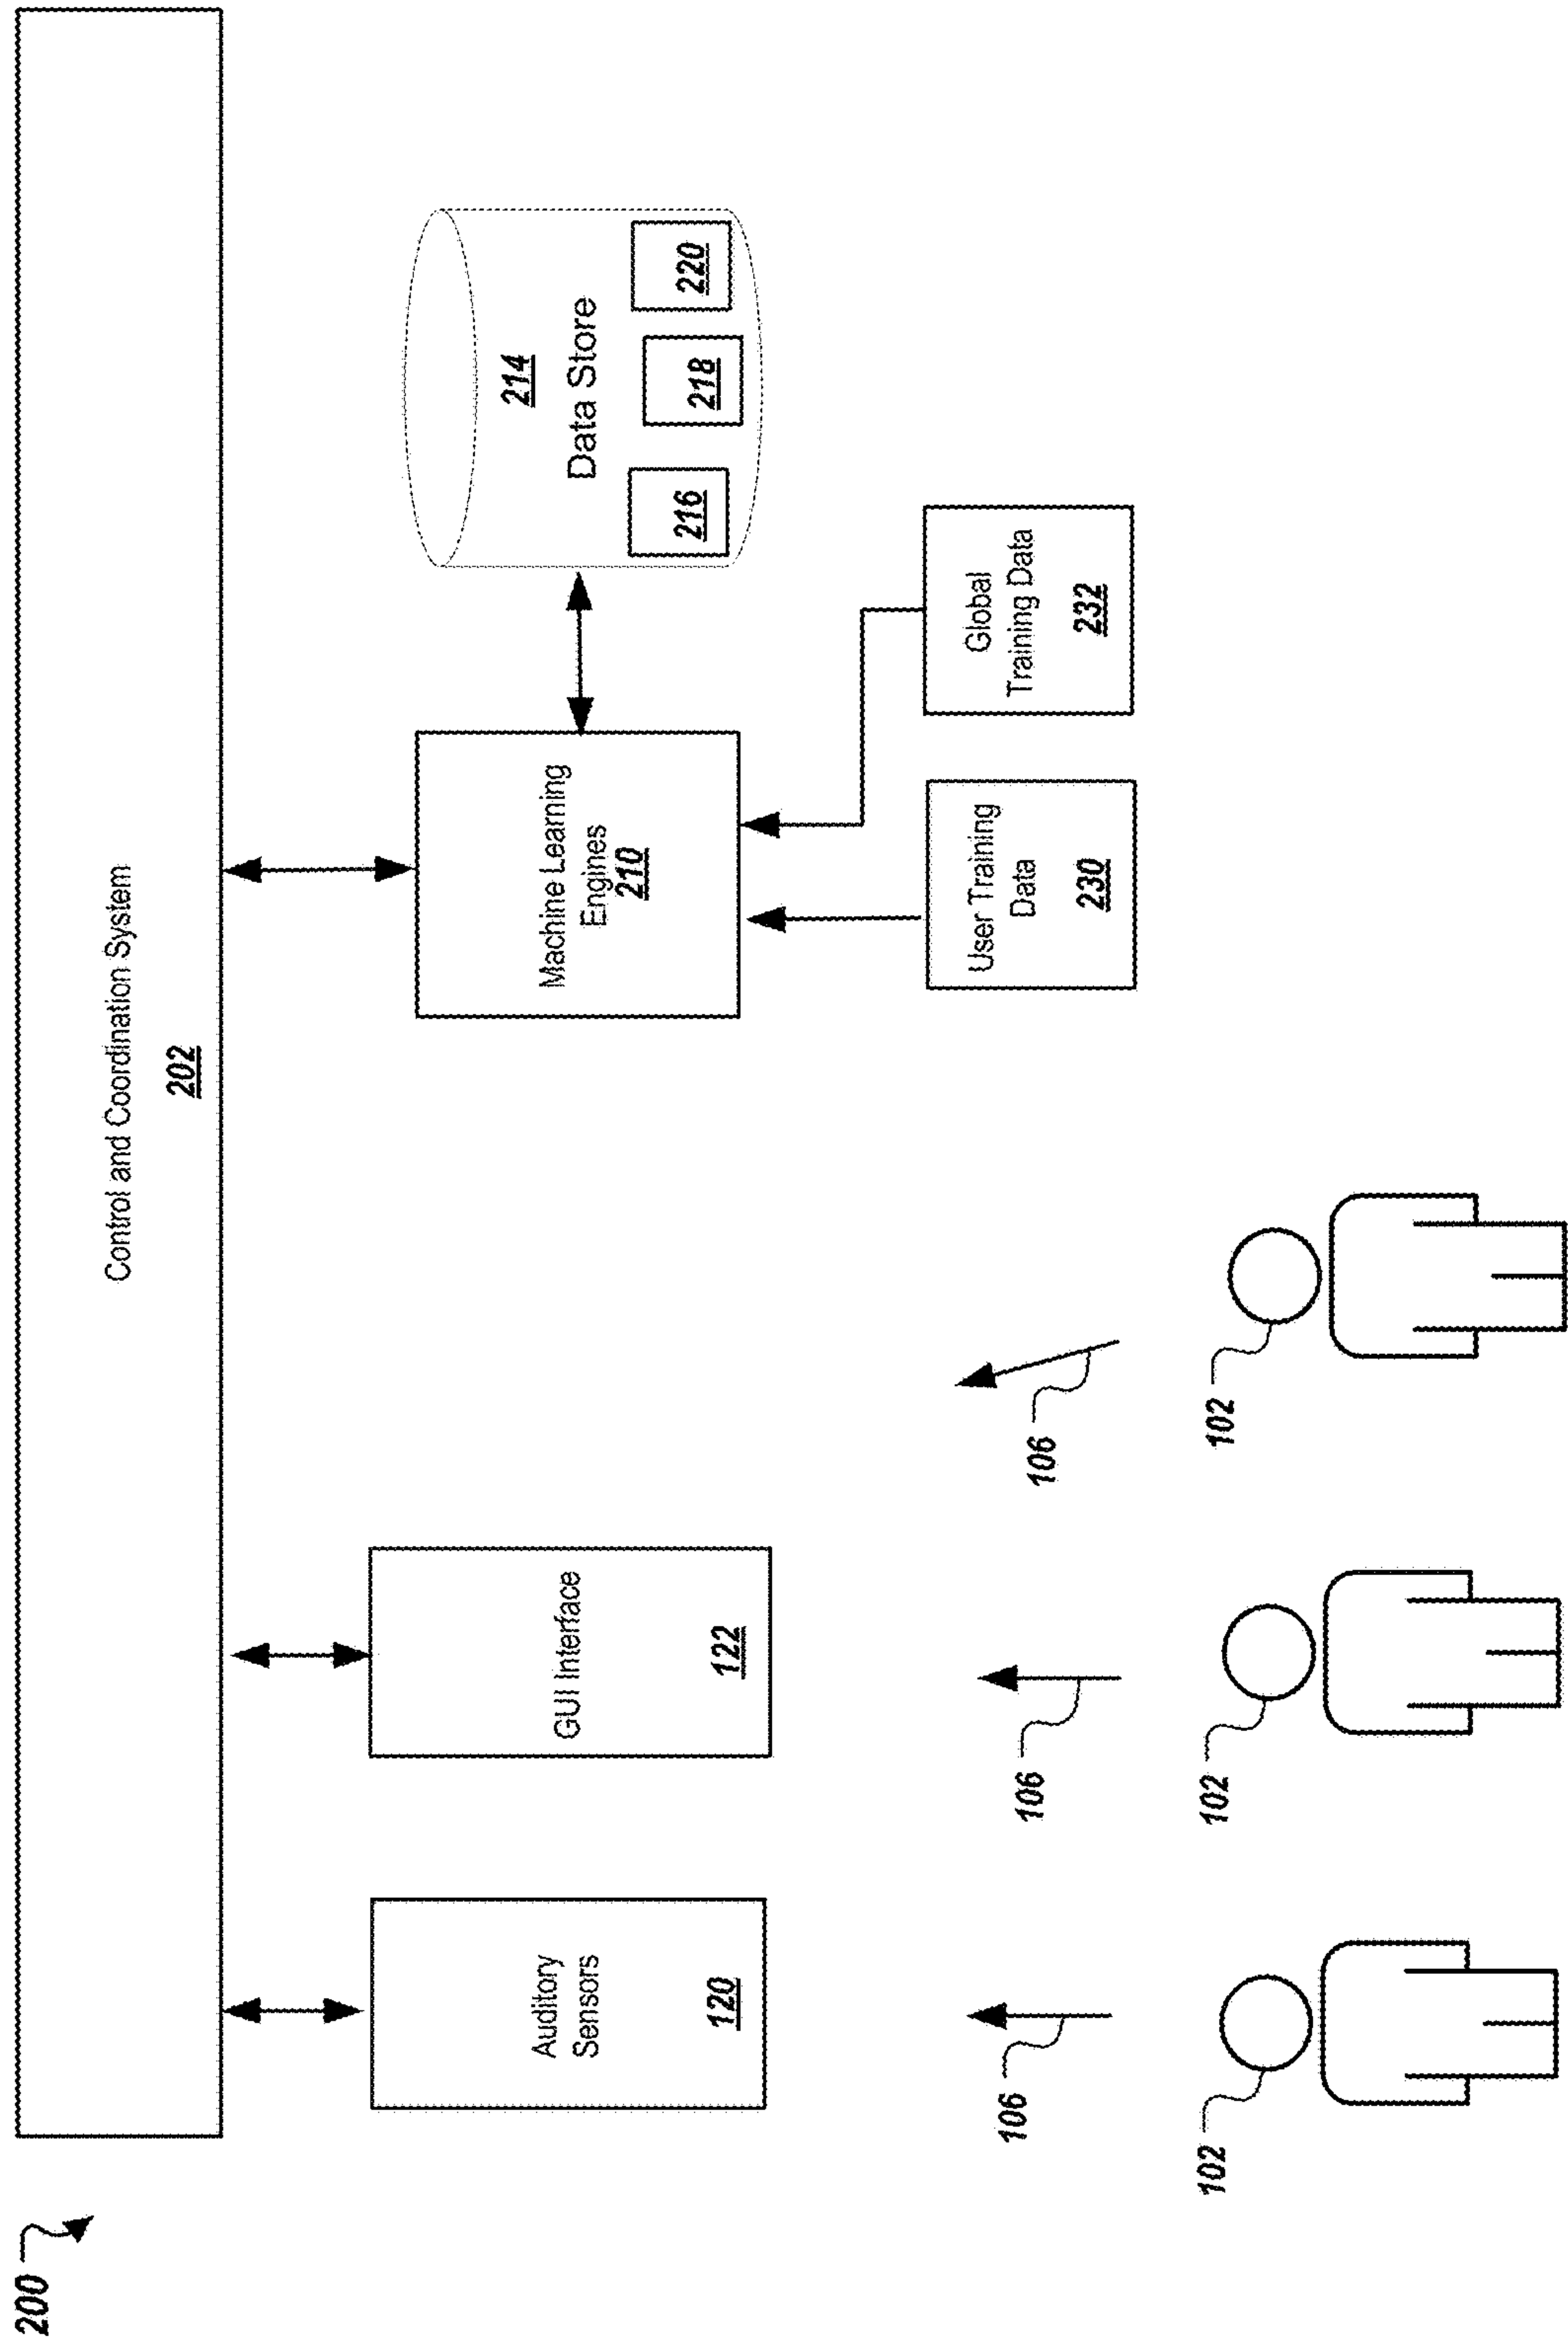 200
Control and Coordination System
202
Auditory
Sensors
120
GUI Interface
122
Machine Learning
Engines
210
214
Data Store
216
218
220
User Training
Data
230
Global
Training Data
232
106
106
106
102
102
102